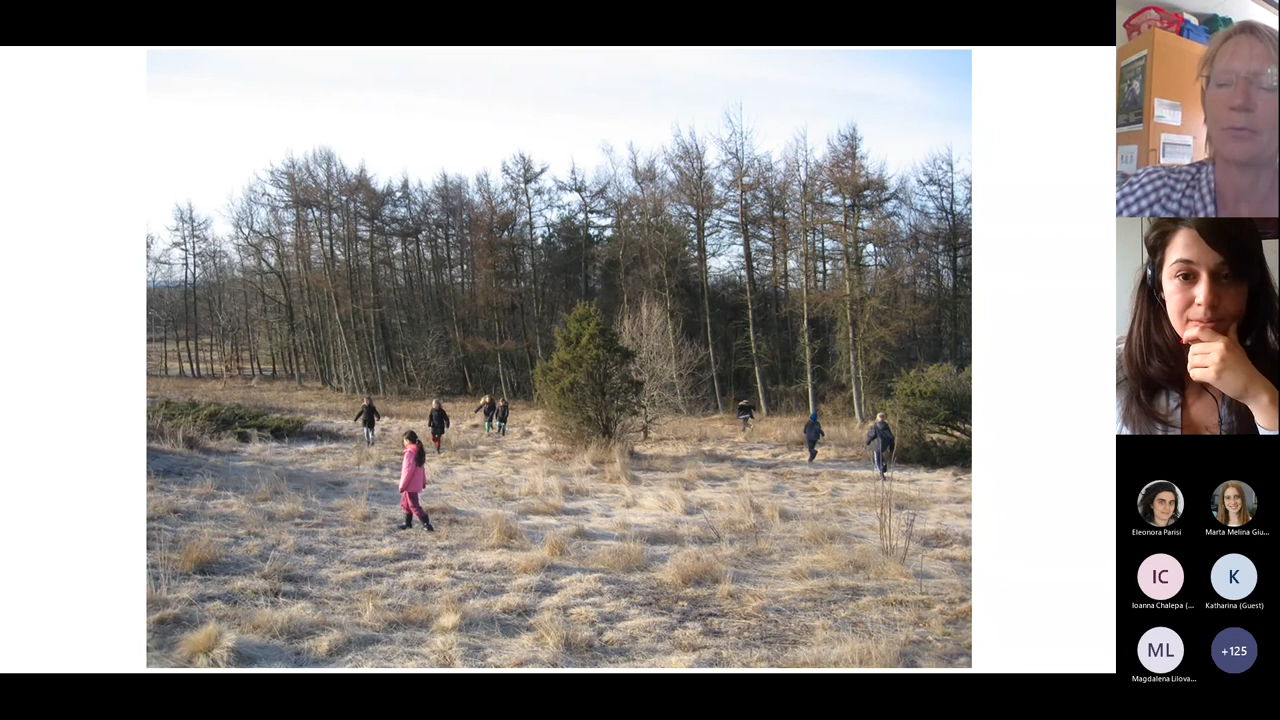 Eleonora Parisi
Marta Melina Giu...
IC
K
Ioanna Chalepa (...
Katharina (Guest)
ML
+125
Magdalena Lilova...